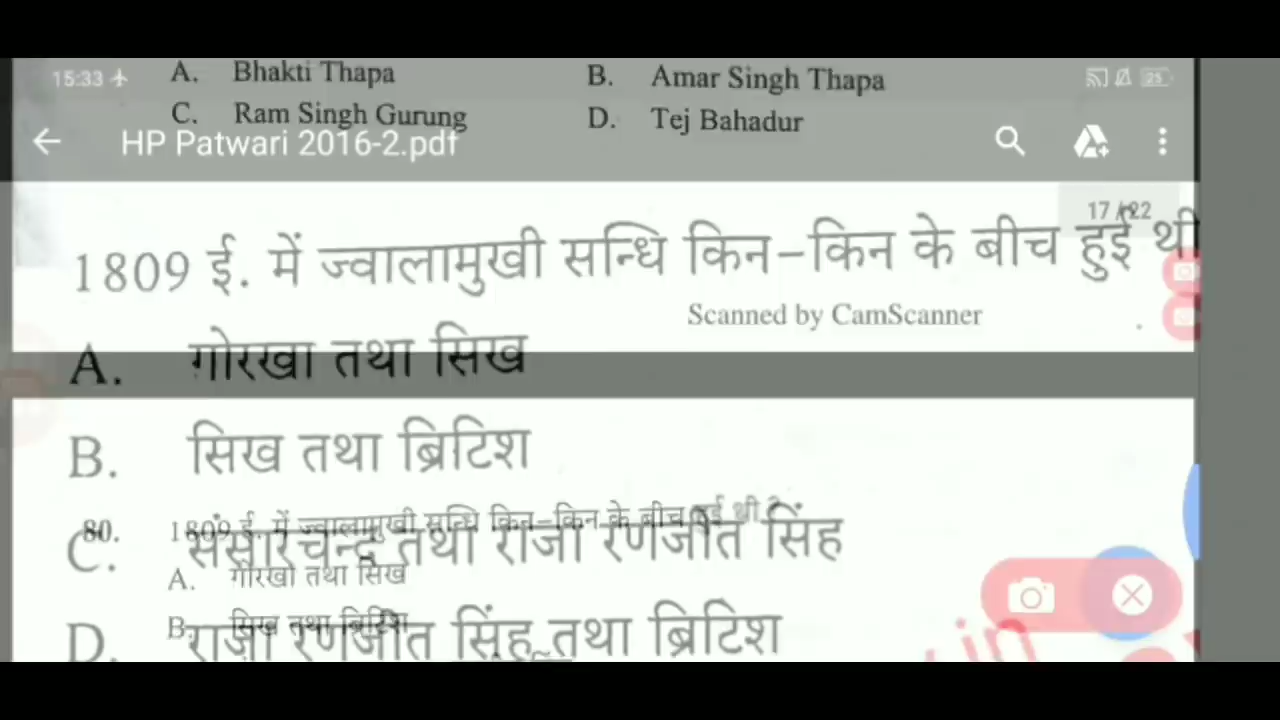 15:33
A. Bhakti Thapa B. Amar Singh Thapa 25
C. Ram Singh Gurung D. Tej Bahadur
HP Patwari 2016-2.pdf
17 / 22
1809 ई. में ज्वालामुखी सन्धि किन-किन के बीच हुई थी
Scanned by CamScanner
A. गोरखा तथा सिख
B. सिख तथा ब्रिटिश
80. 1809 ई. में ज्वालामुखी सन्धि किन-किन के बीच हुई थी ?
C. संसारचन्द्र तथा राजा रणजीत सिंह
A. गोरखा तथा सिख
B. सिख तथा ब्रिटिश
D. राजा रणजीत सिंह तथा ब्रिटिश
in